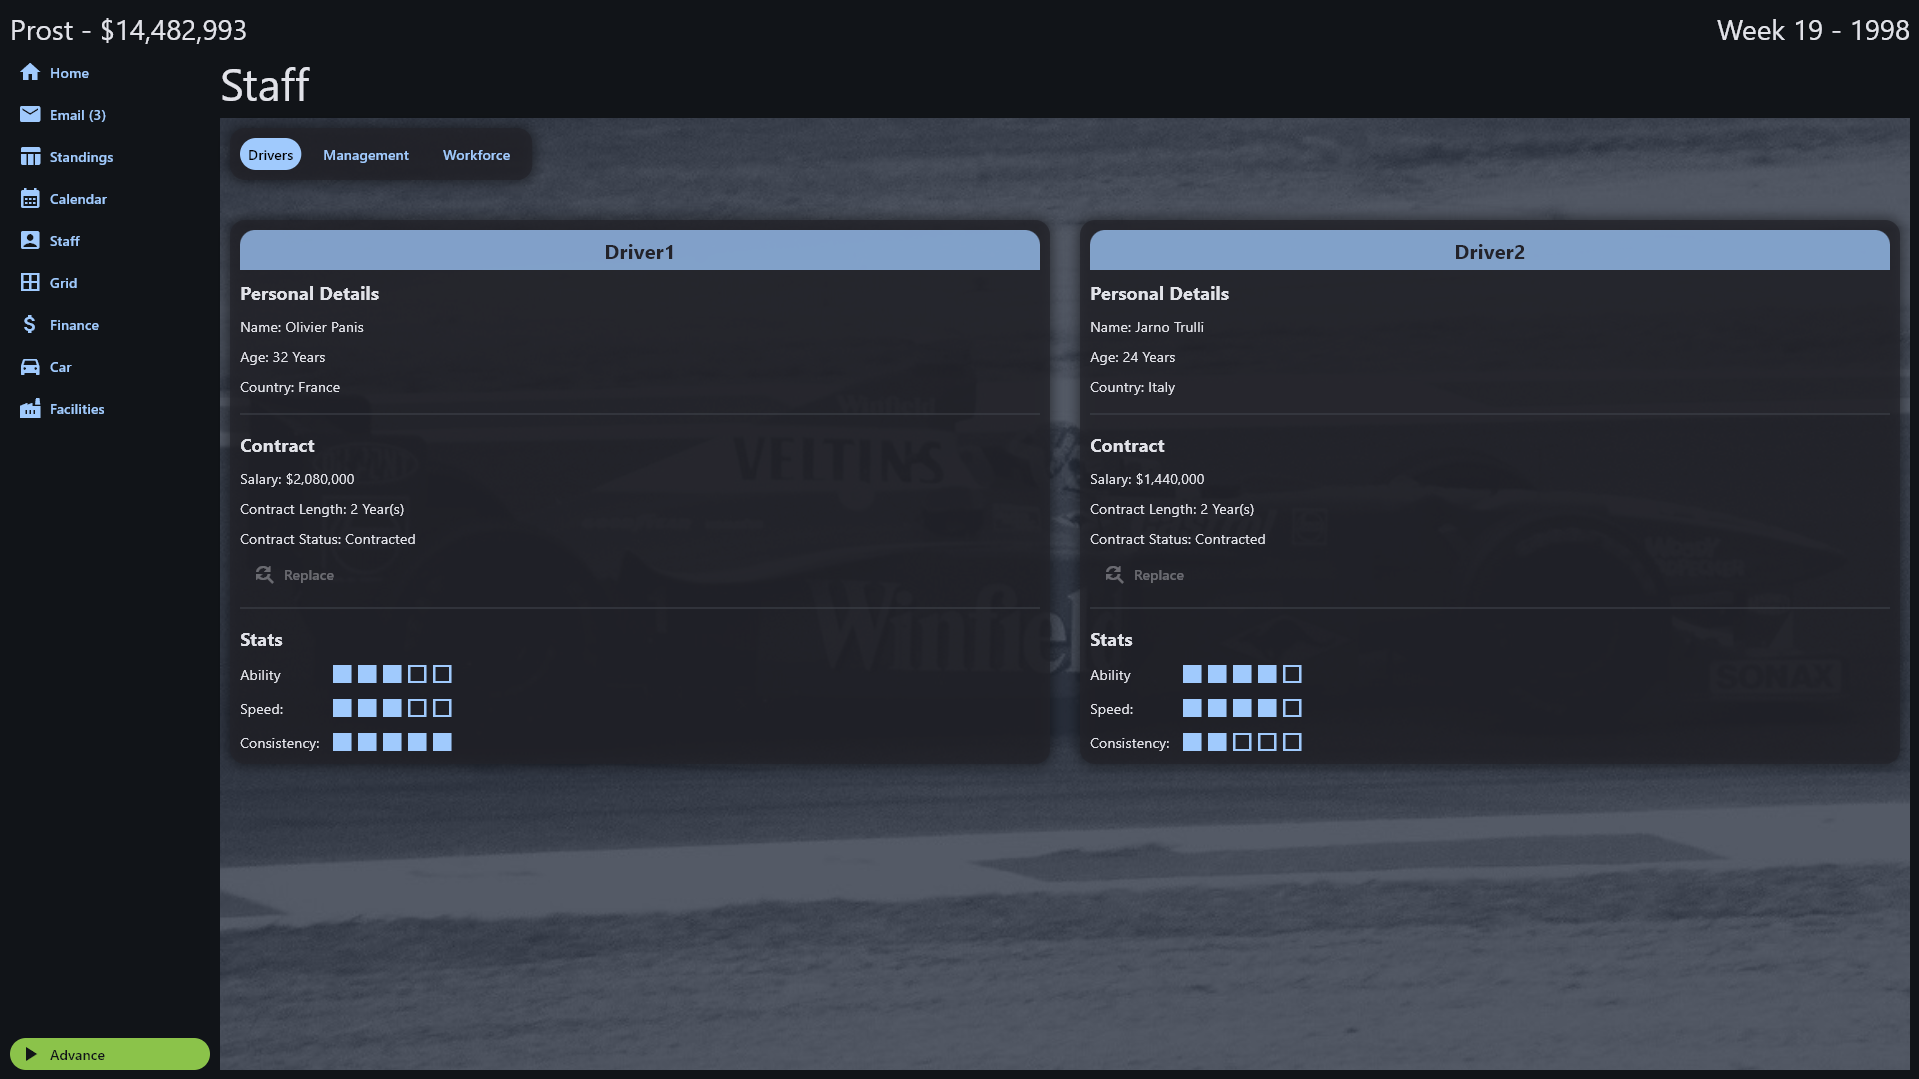 Prost - $14,482,993
Week 19 - 1998
Home
Email (3)
Standings
Calendar
Staff
Grid
Finance
Car
Facilities
Advance
Staff
Drivers
Management
Workforce
Driver1
Personal Details
Name: Olivier Panis
Age: 32 Years
Country: France
Contract
Salary: $2,080,000
Contract Length: 2 Year(s)
Contract Status: Contracted
Replace
Stats
Ability
Speed:
Consistency:
Driver2
Personal Details
Name: Jarno Trulli
Age: 24 Years
Country: Italy
Contract
Salary: $1,440,000
Contract Length: 2 Year(s)
Contract Status: Contracted
Replace
Stats
Ability
Speed:
Consistency:
Winfield
VELTINS
Winfield
SONAX